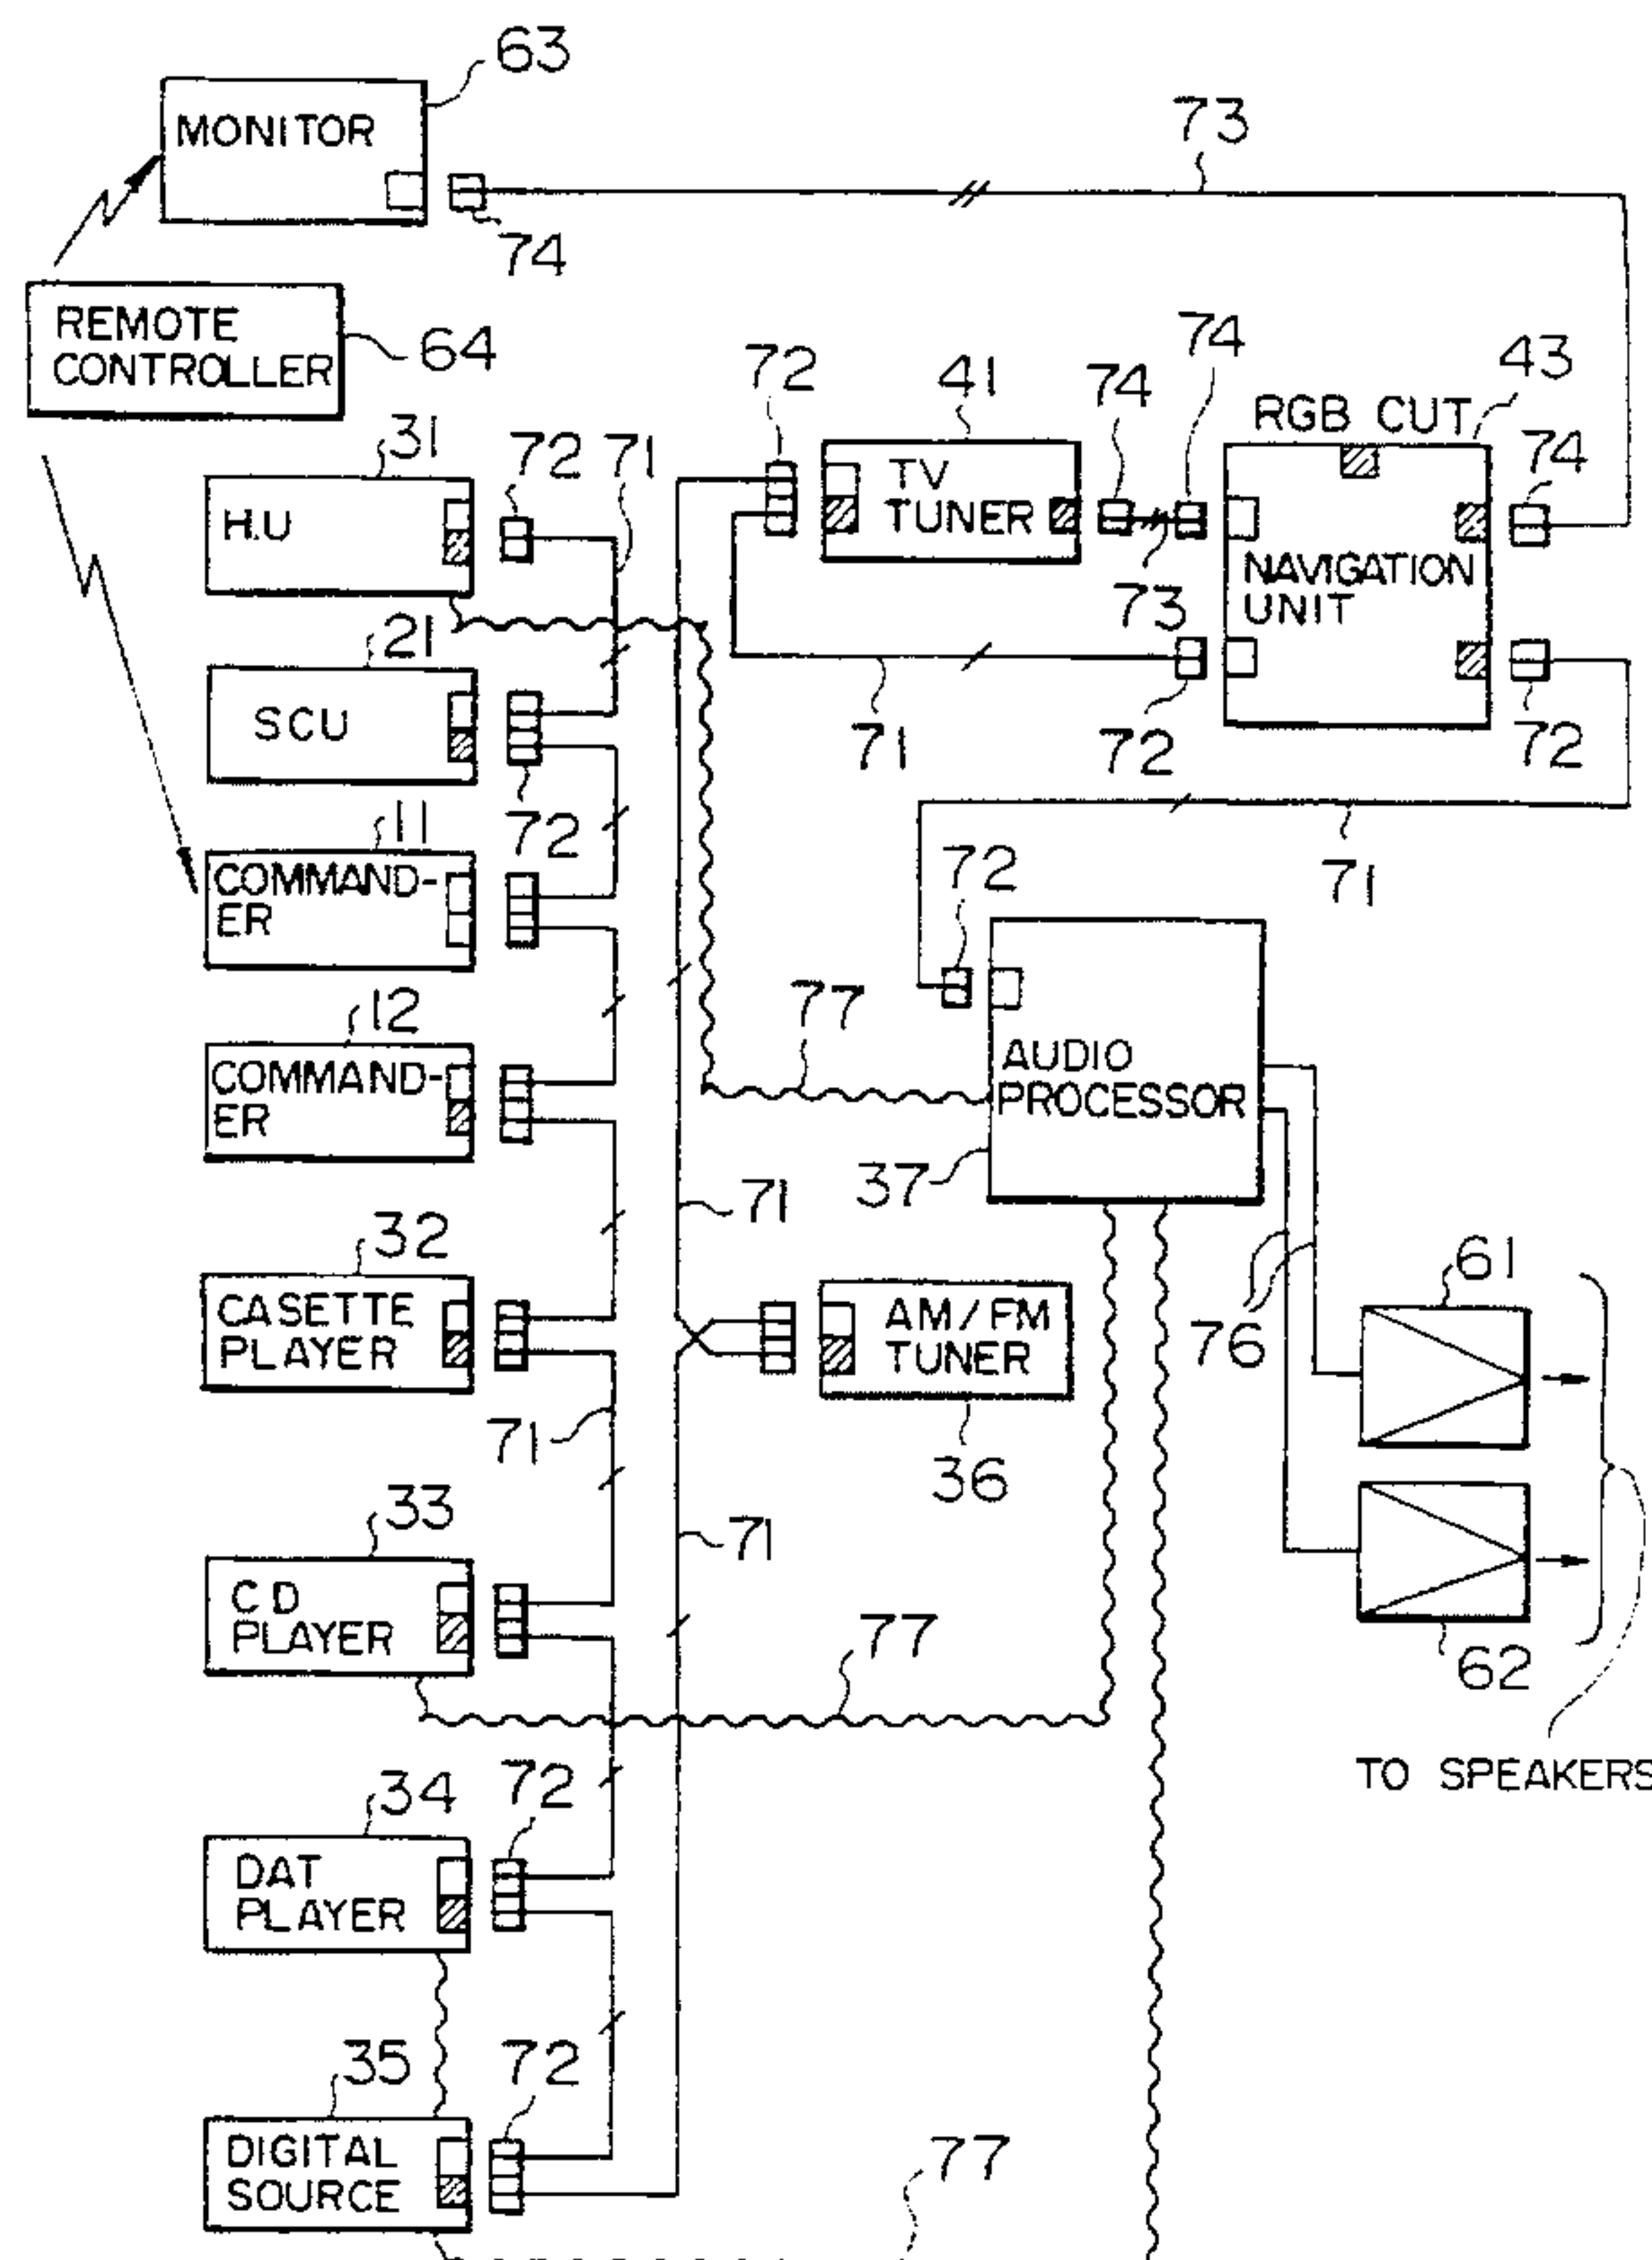 63
MONITOR
73
74
REMOTE
CONTROLLER
64
31
72
71
H.U
72
41
74
74
43
RGB CUT
74
TV
TUNER
NAVIGATION
UNIT
73
71
72
72
21
SCU
72
71
11
COMMAND-
ER
72
12
COMMAND-
ER
77
AUDIO
PROCESSOR
37
71
32
CASETTE
PLAYER
71
AM/FM
TUNER
36
76
61
33
CD
PLAYER
71
77
62
TO SPEAKERS
34
72
DAT
PLAYER
35
72
DIGITAL
SOURCE
77